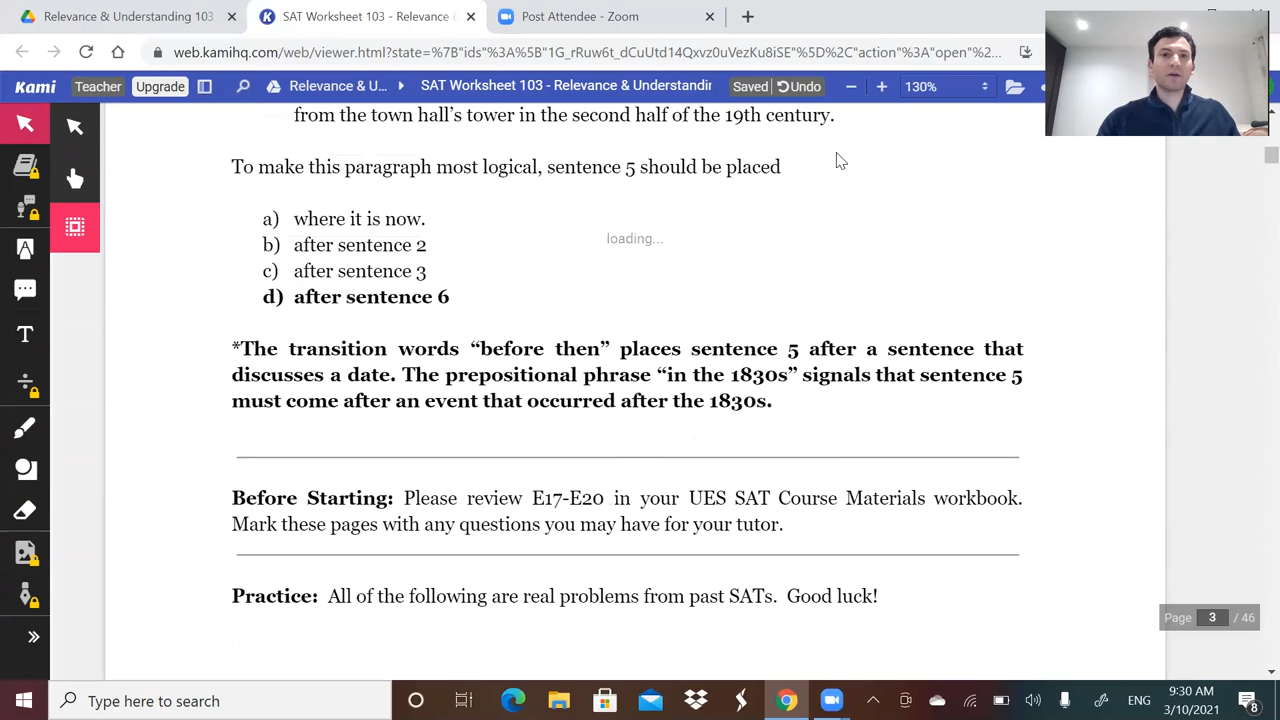 Relevance & Understanding 103
SAT Worksheet 103 - Relevance
Post Attendee - Zoom
web.kamihq.com/web/viewer.html?state=%7B"ids"%3A%5B"1G_rRuw6t_dCuUtd14Qxvz0uVezKu8iSE"%5D%2C"action"%3A"open"%2...
Kami Teacher Upgrade Relevance & U... SAT Worksheet 103 - Relevance & Understandin Saved Undo 130%
from the town hall's tower in the second half of the 19th century.
To make this paragraph most logical, sentence 5 should be placed
a) where it is now.
loading...
b) after sentence 2
c) after sentence 3
d) after sentence 6
*The transition words “before then” places sentence 5 after a sentence that
discusses a date. The prepositional phrase “in the 1830s” signals that sentence 5
must come after an event that occurred after the 1830s.
Before Starting: Please review E17-E20 in your UES SAT Course Materials workbook.
Mark these pages with any questions you may have for your tutor.
Practice: All of the following are real problems from past SATs. Good luck!
Page 3 / 46
Type here to search
ENG
9:30 AM
3/10/2021
8